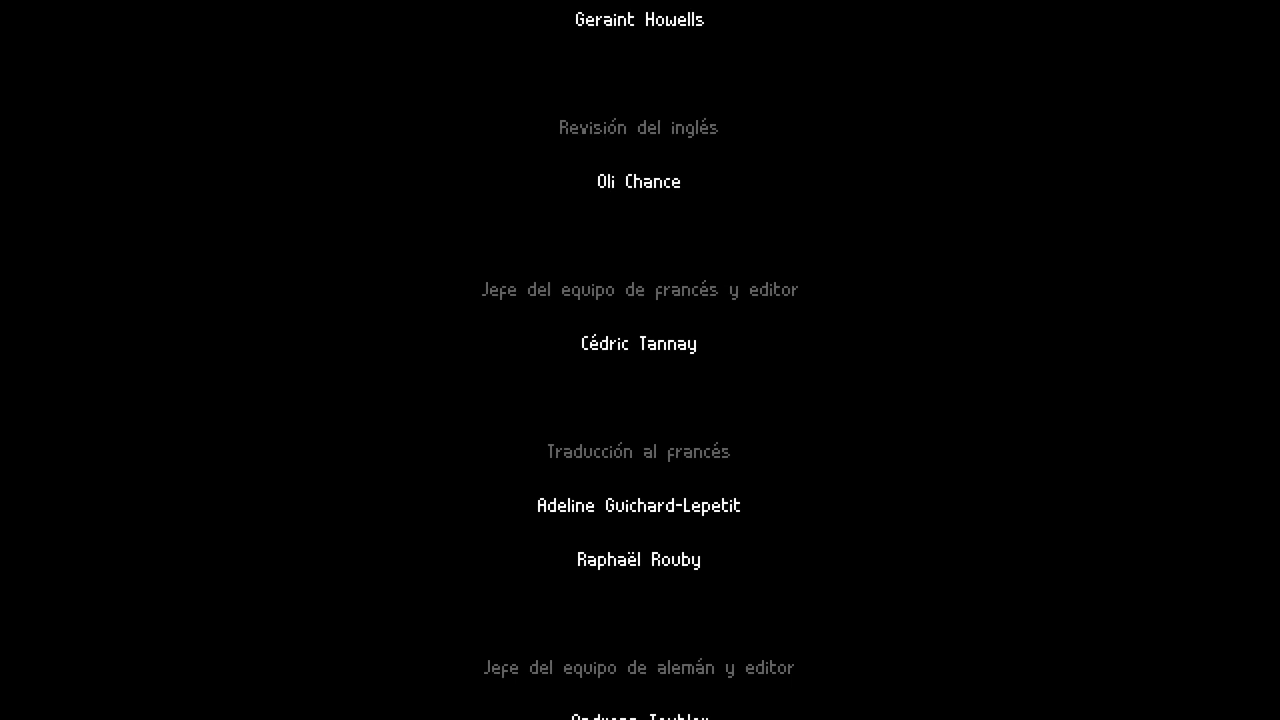 Geraint Howells
Revisión del inglés
Oli Chance
Jefe del equipo de francés y editor
Cédric Tannay
Traducción al francés
Adeline Guichard-Lepetit
Raphaël Rouby
Jefe del equipo de alemán y editor